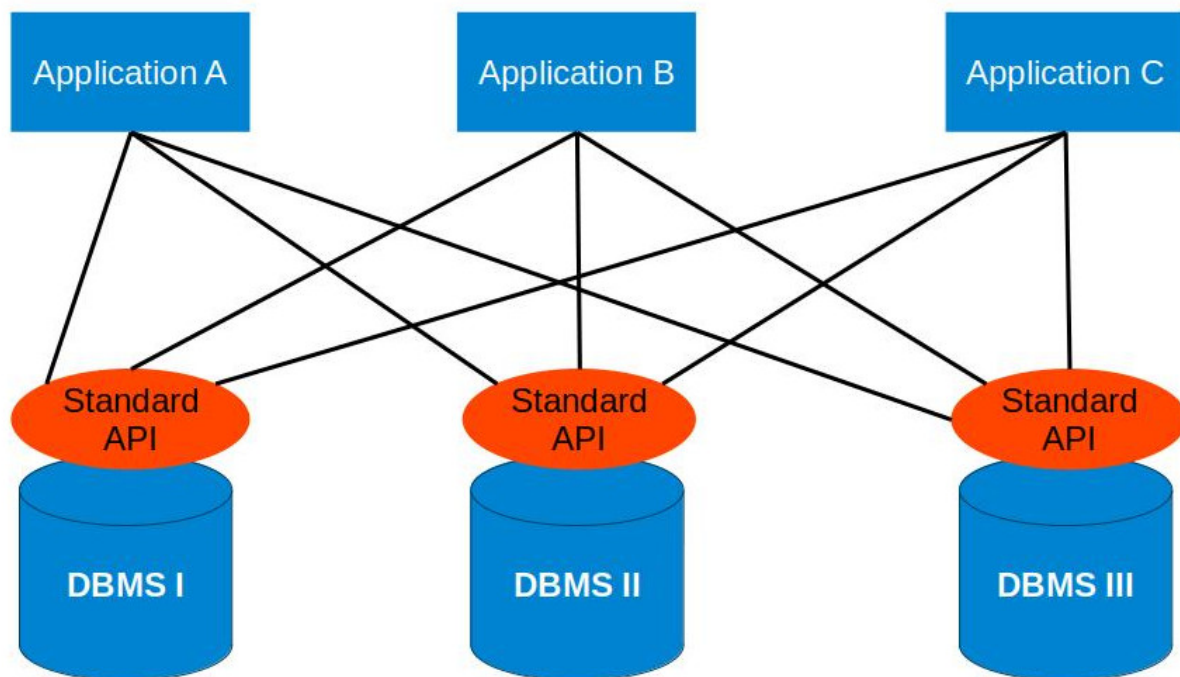 Application A
Application B
Application C
Standard
API
Standard
API
Standard
API
DBMS I
DBMS II
DBMS III